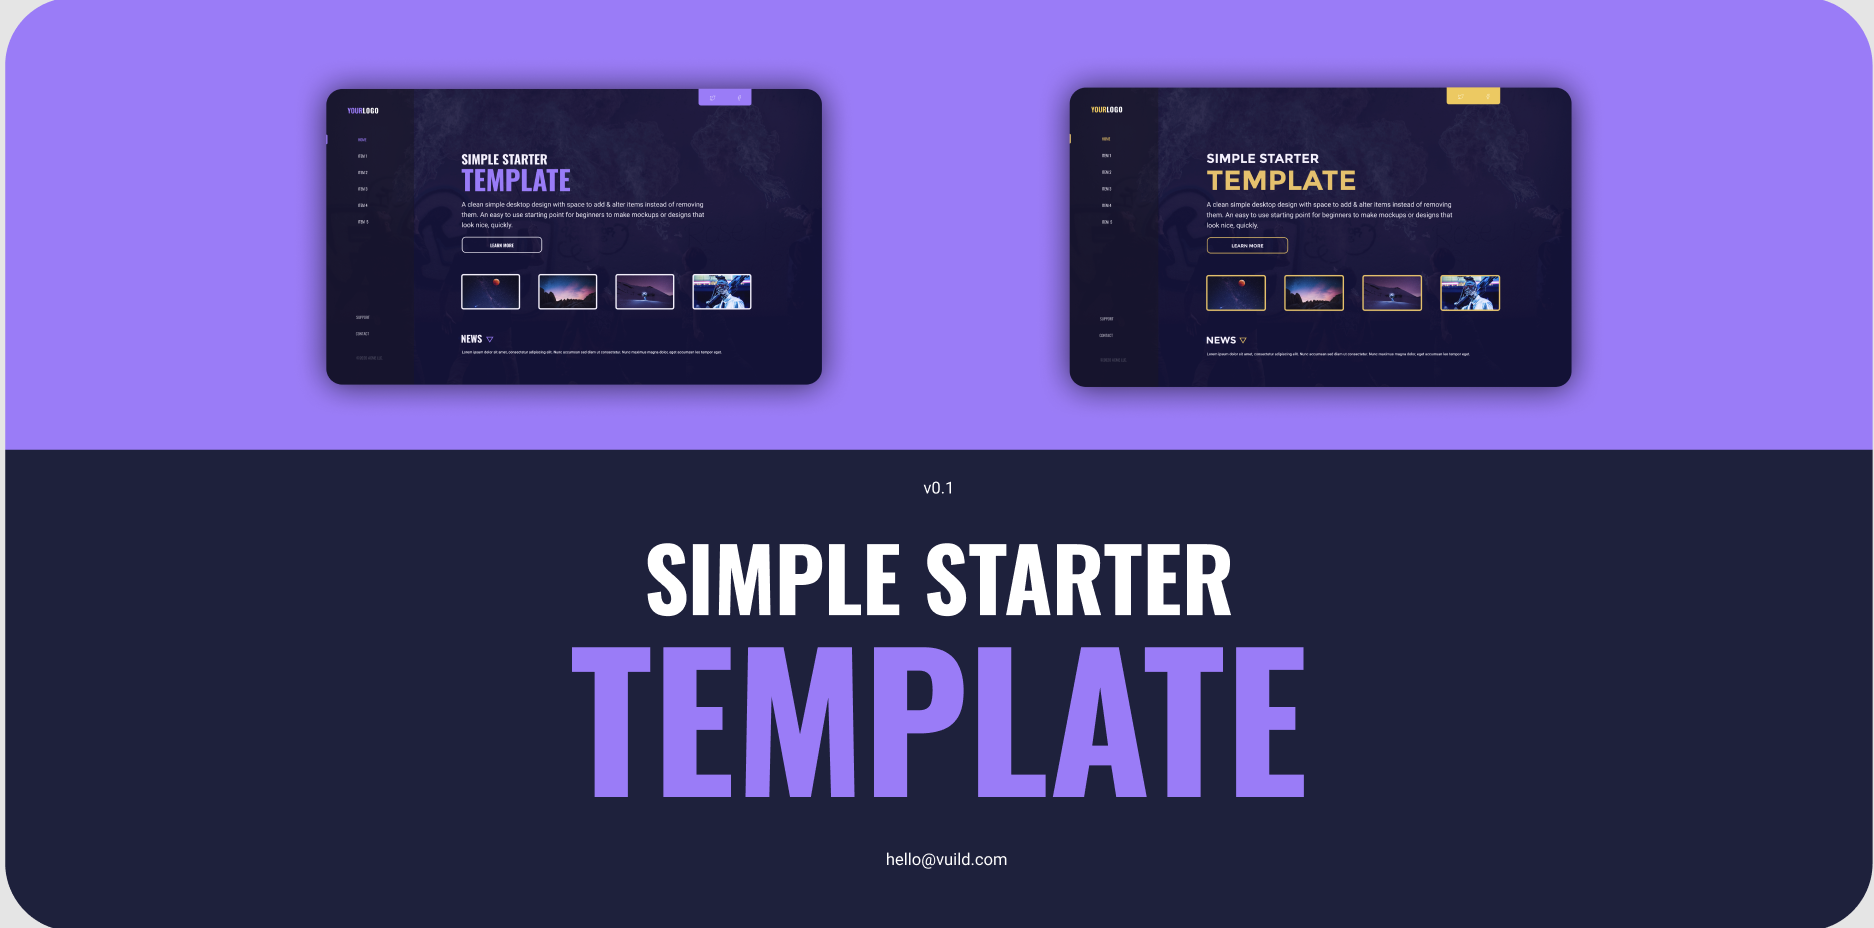 YOURLOGO
HOME
ITEM 1
ITEM 2
ITEM 3
ITEM 4
ITEM 5
SUPPORT
CONTACT
SIMPLE STARTER
TEMPLATE
A clean simple desktop design with space to add & alter items instead of removing
them. An easy to use starting point for beginners to make mockups or designs that
look nice, quickly.
LEARN MORE
NEWS
Lorem ipsum dolor sit amet, consectetur adipiscing elit. Nunc accumsan sed diam ut consectetur. Nunc maximus magna dolor, eget accumsan leo tempor eget.
YOURLOGO
HOME
ITEM 1
ITEM 2
ITEM 3
ITEM 4
ITEM 5
SUPPORT
CONTACT
SIMPLE STARTER
TEMPLATE
A clean simple desktop design with space to add & alter items instead of removing
them. An easy to use starting point for beginners to make mockups or designs that
look nice, quickly.
LEARN MORE
NEWS
Lorem ipsum dolor sit amet, consectetur adipiscing elit. Nunc accumsan sed diam ut consectetur. Nunc maximus magna dolor, eget accumsan leo tempor eget.
v0.1
SIMPLE STARTER
TEMPLATE
hello@vuild.com